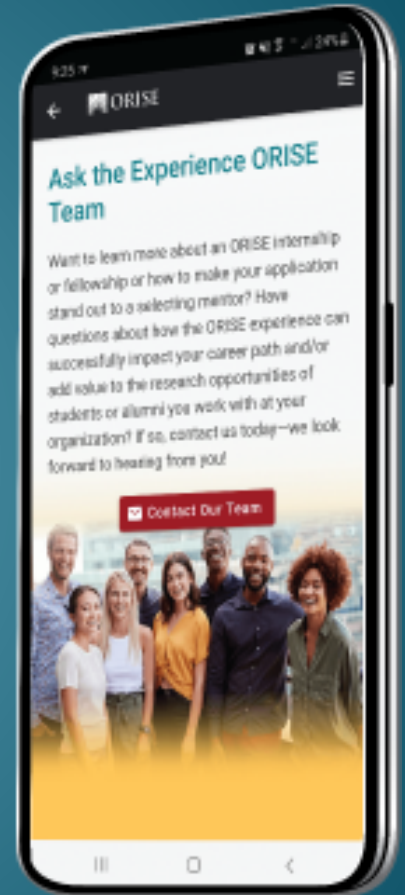 9:25
24%
ORISE
Ask the Experience ORISE
Team
Want to learn more about an ORISE internship
or fellowship or how to make your application
stand out to a selecting mentor? Have
questions about how the ORISE experience can
successfully impact your career path and/or
add value to the research opportunities of
students or alumni you work with at your
organization? If so, contact us today—we look
forward to hearing from you!
Contact Our Team